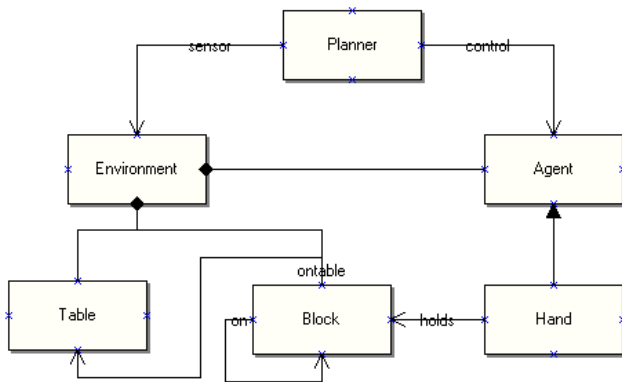 Planner
sensor
control
Environment
Agent
ontable
Table
on
Block
holds
Hand